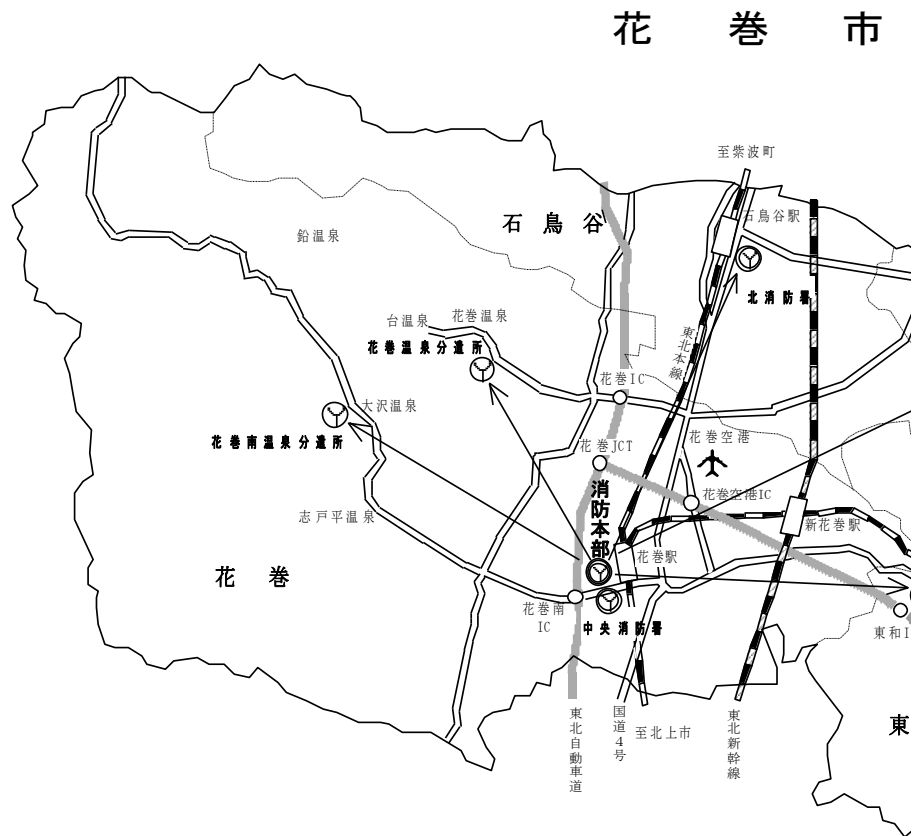 花巻市
至紫波町
石鳥谷駅
石鳥谷
鉛温泉
北消防署
台温泉
花巻温泉
東北本線
花巻温泉分遣所
花巻IC
大沢温泉
花巻南温泉分遣所
花巻空港
花巻JCT
消防本部
花巻空港IC
志戸平温泉
新花巻駅
花巻駅
花巻
花巻南
IC
中央消防署
東和I
東
東北自動車道
国道4号
至北上市
東北新幹線